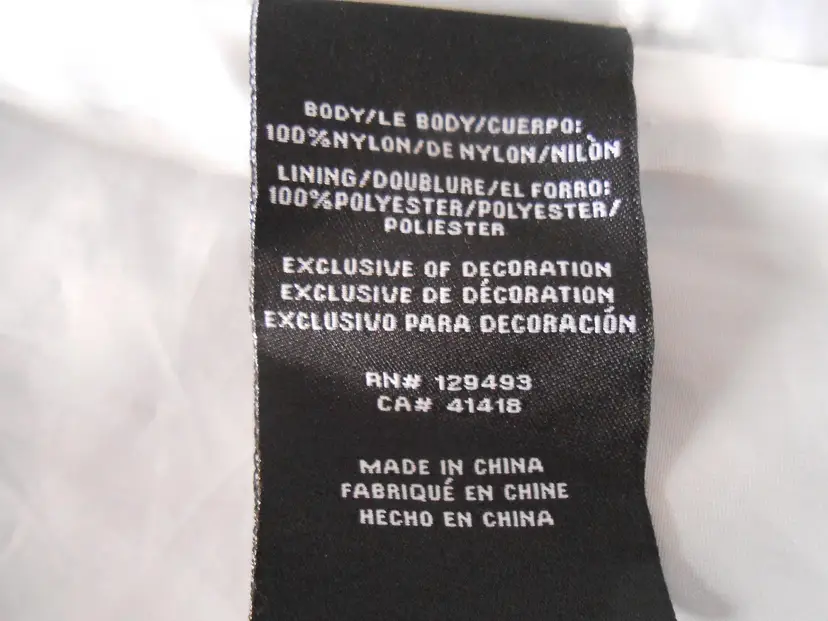 BODY/LE BODY/CUERPO:
100%NYLON/DE NYLON/NILÒN
LINING/DOUBLURE/EL FORRO:
100%POLYESTER/POLYESTER/
POLIESTER
EXCLUSIVE OF DECORATION
EXCLUSIVE DE DÉCORATION
EXCLUSIVO PARA DECORACIÓN
RN# 129493
CA# 41418
MADE IN CHINA
FABRIQUÉ EN CHINE
HECHO EN CHINA